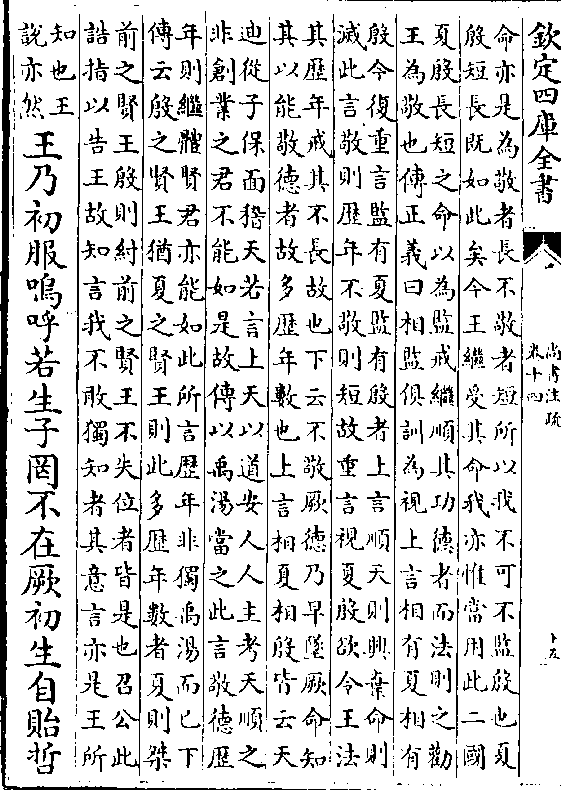 欽定四庫全書
尚書注疏
卷十四
十五
命亦是為敬者長不敬者短所以我不可不監殷也夏
殷短長既如此矣今王繼受其命我亦惟當用此二國
夏殷長短之命以為監戒繼順其功德者而法則之勸
王為敬也傳正義曰相監俱訓為視上言相有夏相有
殷今復重言監有夏監有殷者上言順天則興棄命則
滅此言敬則歴年不敬則短故重言視夏殷欲令王法
其歴年戒其不長故也下云不敬厥德乃早墜厥命知
其以能敬德者故多歴年數也上言相夏相殷皆云天
迪從子保面稽天若言上天以道安人人主考天順之
非創業之君不能如是故傳以禹湯當之此言敬德歴
年則繼體賢君亦能如此所言歴年非獨禹湯而已下
傳云殷之賢王猶夏之賢王則此多歴年數者夏則桀
前之賢王殷則紂前之賢王不失位者皆是也召公此
誥指以告王故知言我不敢獨知者其意言亦是王所
知也王
說亦然
王乃初服嗚呼若生子罔不在厥初生自貽哲